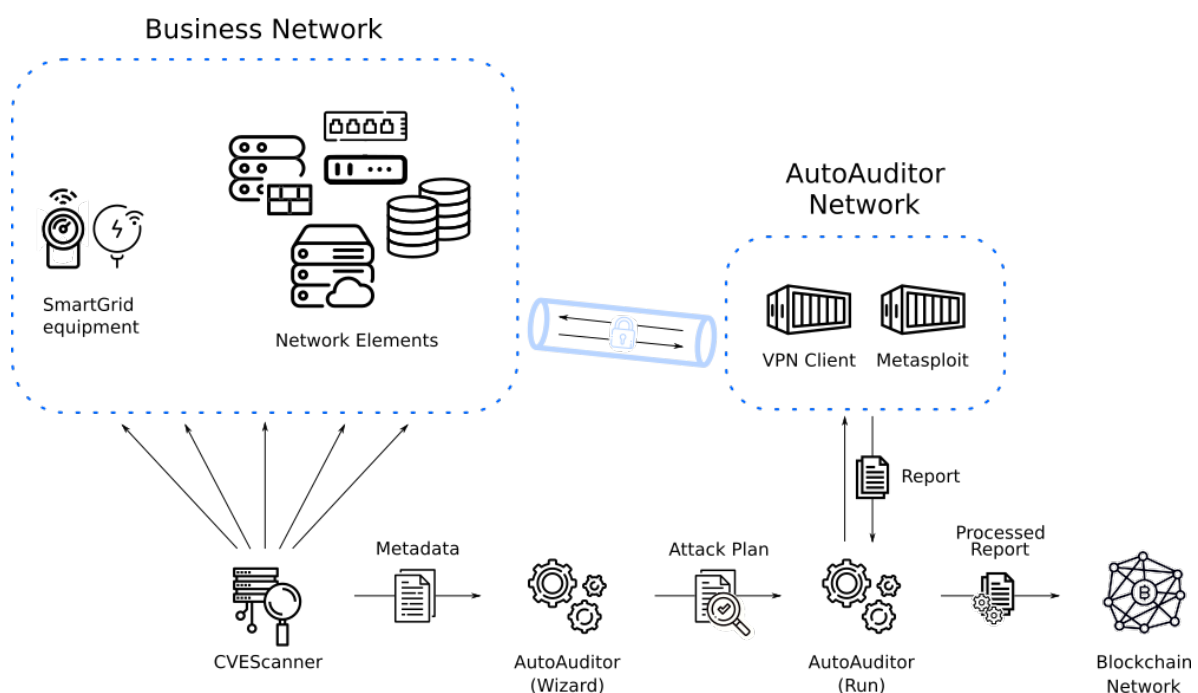 Business Network
AutoAuditor
Network
SmartGrid
equipment
Network Elements
VPN Client
Metasploit
Report
Metadata
Attack Plan
Processed
Report
CVEScanner
AutoAuditor
(Wizard)
AutoAuditor
(Run)
Blockchain
Network